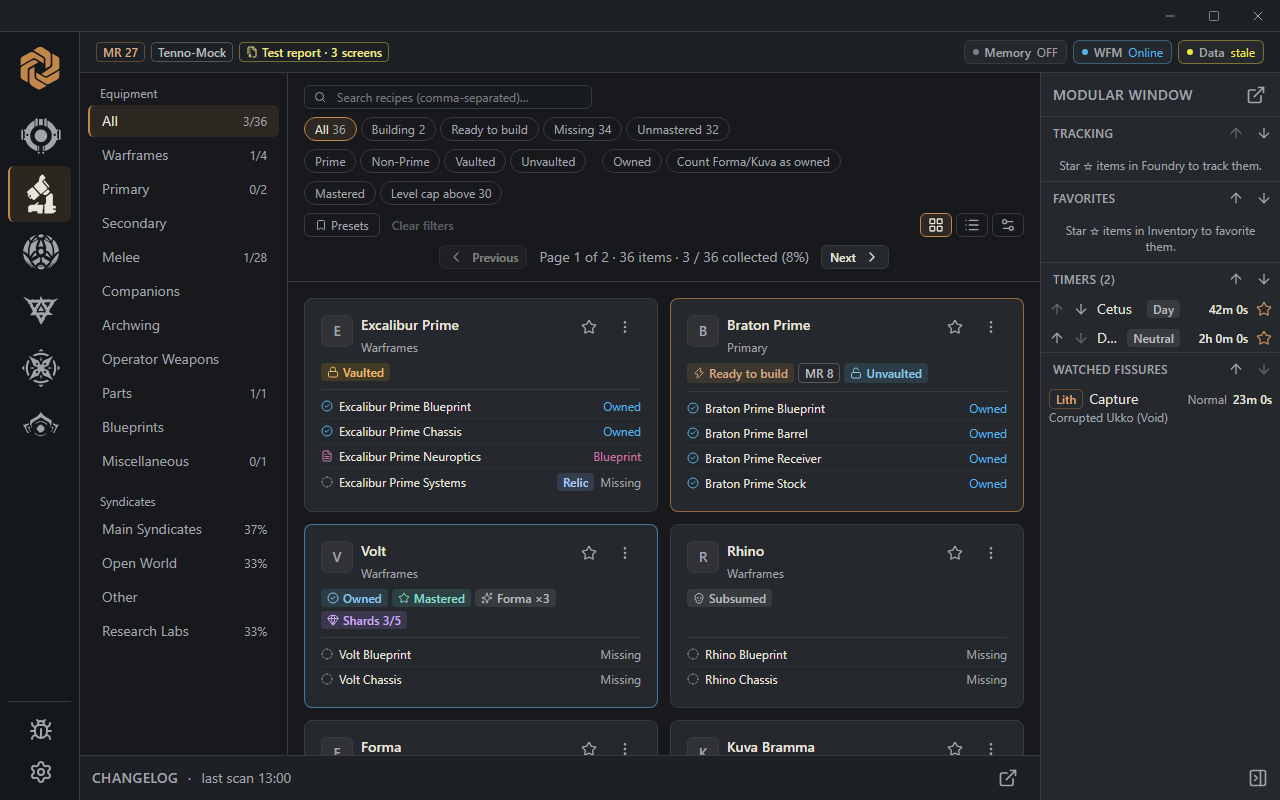 MR 27
Tenno-Mock
Test report · 3 screens
Memory OFF
WFM Online
Data stale
Equipment
All 3/36
Warframes 1/4
Primary 0/2
Secondary
Melee 1/28
Companions
Archwing
Operator Weapons
Parts 1/1
Blueprints
Miscellaneous 0/1
Syndicates
Main Syndicates 37%
Open World 33%
Other
Research Labs 33%
Search recipes (comma-separated)...
All 36
Building 2
Ready to build
Missing 34
Unmastered 32
Prime
Non-Prime
Vaulted
Unvaulted
Owned
Count Forma/Kuva as owned
Mastered
Level cap above 30
Presets
Clear filters
Previous
Page 1 of 2 · 36 items · 3 / 36 collected (8%)
Next
E
Excalibur Prime
Warframes
Vaulted
Excalibur Prime Blueprint Owned
Excalibur Prime Chassis Owned
Excalibur Prime Neuroptics Blueprint
Excalibur Prime Systems Relic Missing
B
Braton Prime
Primary
Ready to build
MR 8
Unvaulted
Braton Prime Blueprint Owned
Braton Prime Barrel Owned
Braton Prime Receiver Owned
Braton Prime Stock Owned
V
Volt
Warframes
Owned
Mastered
Forma ×3
Shards 3/5
Volt Blueprint Missing
Volt Chassis Missing
R
Rhino
Warframes
Subsumed
Rhino Blueprint Missing
Rhino Chassis Missing
F
Forma
K
Kuva Bramma
MODULAR WINDOW
TRACKING
Star ☆ items in Foundry to track them.
FAVORITES
Star ☆ items in Inventory to favorite
them.
TIMERS (2)
Cetus Day 42m 0s
D... Neutral 2h 0m 0s
WATCHED FISSURES
Lith Capture Normal 23m 0s
Corrupted Ukko (Void)
CHANGELOG · last scan 13:00